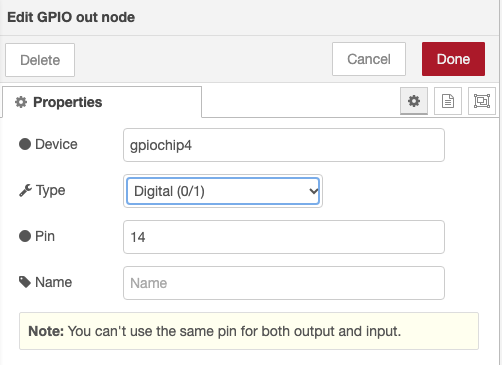 Edit GPIO out node
Delete
Cancel
Done
Properties
Device
gpiochip4
Type
Digital (0/1)
Pin
14
Name
Name
Note: You can't use the same pin for both output and input.